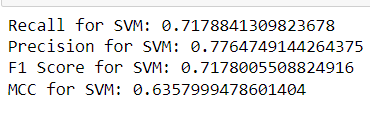 Recall for SVM: 0.7178841309823678
Precision for SVM: 0.7764749144264375
F1 Score for SVM: 0.7178005508824916
MCC for SVM: 0.6357999478601404